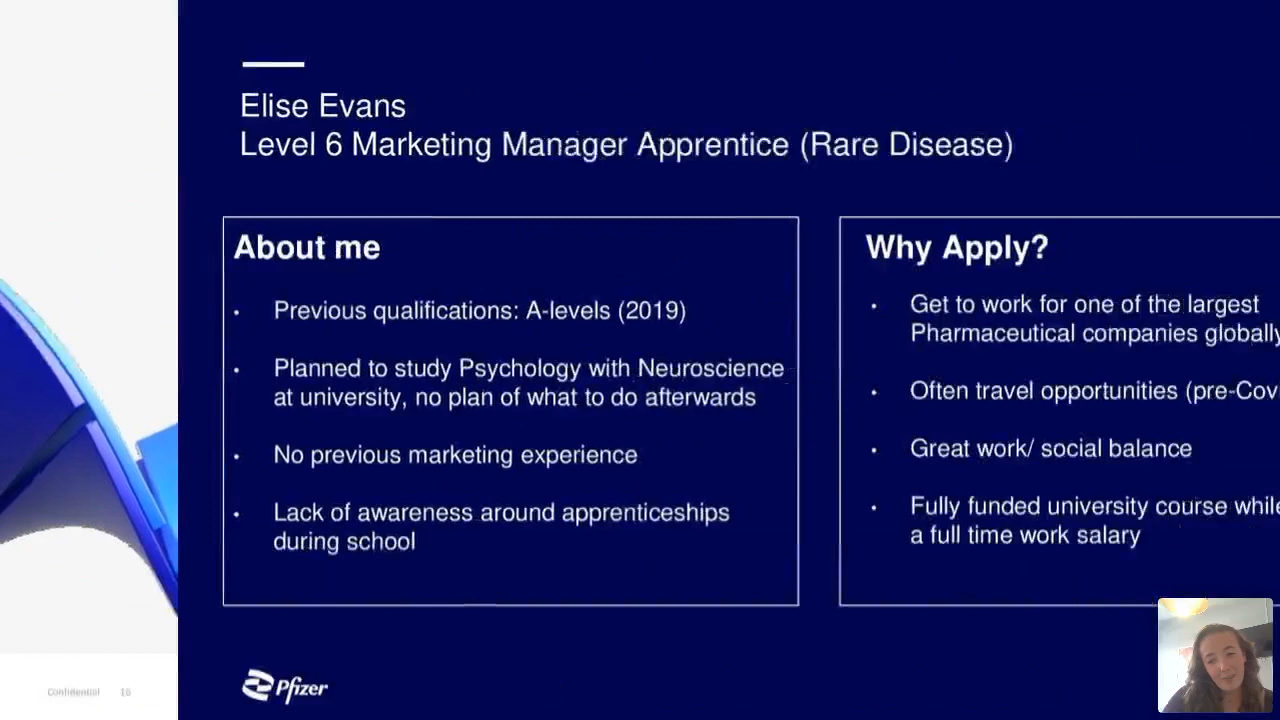 Elise Evans
Level 6 Marketing Manager Apprentice (Rare Disease)
About me
• Previous qualifications: A-levels (2019)
• Planned to study Psychology with Neuroscience
at university, no plan of what to do afterwards
• No previous marketing experience
• Lack of awareness around apprenticeships
during school
Why Apply?
• Get to work for one of the largest
Pharmaceutical companies globally
• Often travel opportunities (pre-Cov
• Great work/ social balance
• Fully funded university course while
a full time work salary
Pfizer
Confidential 16